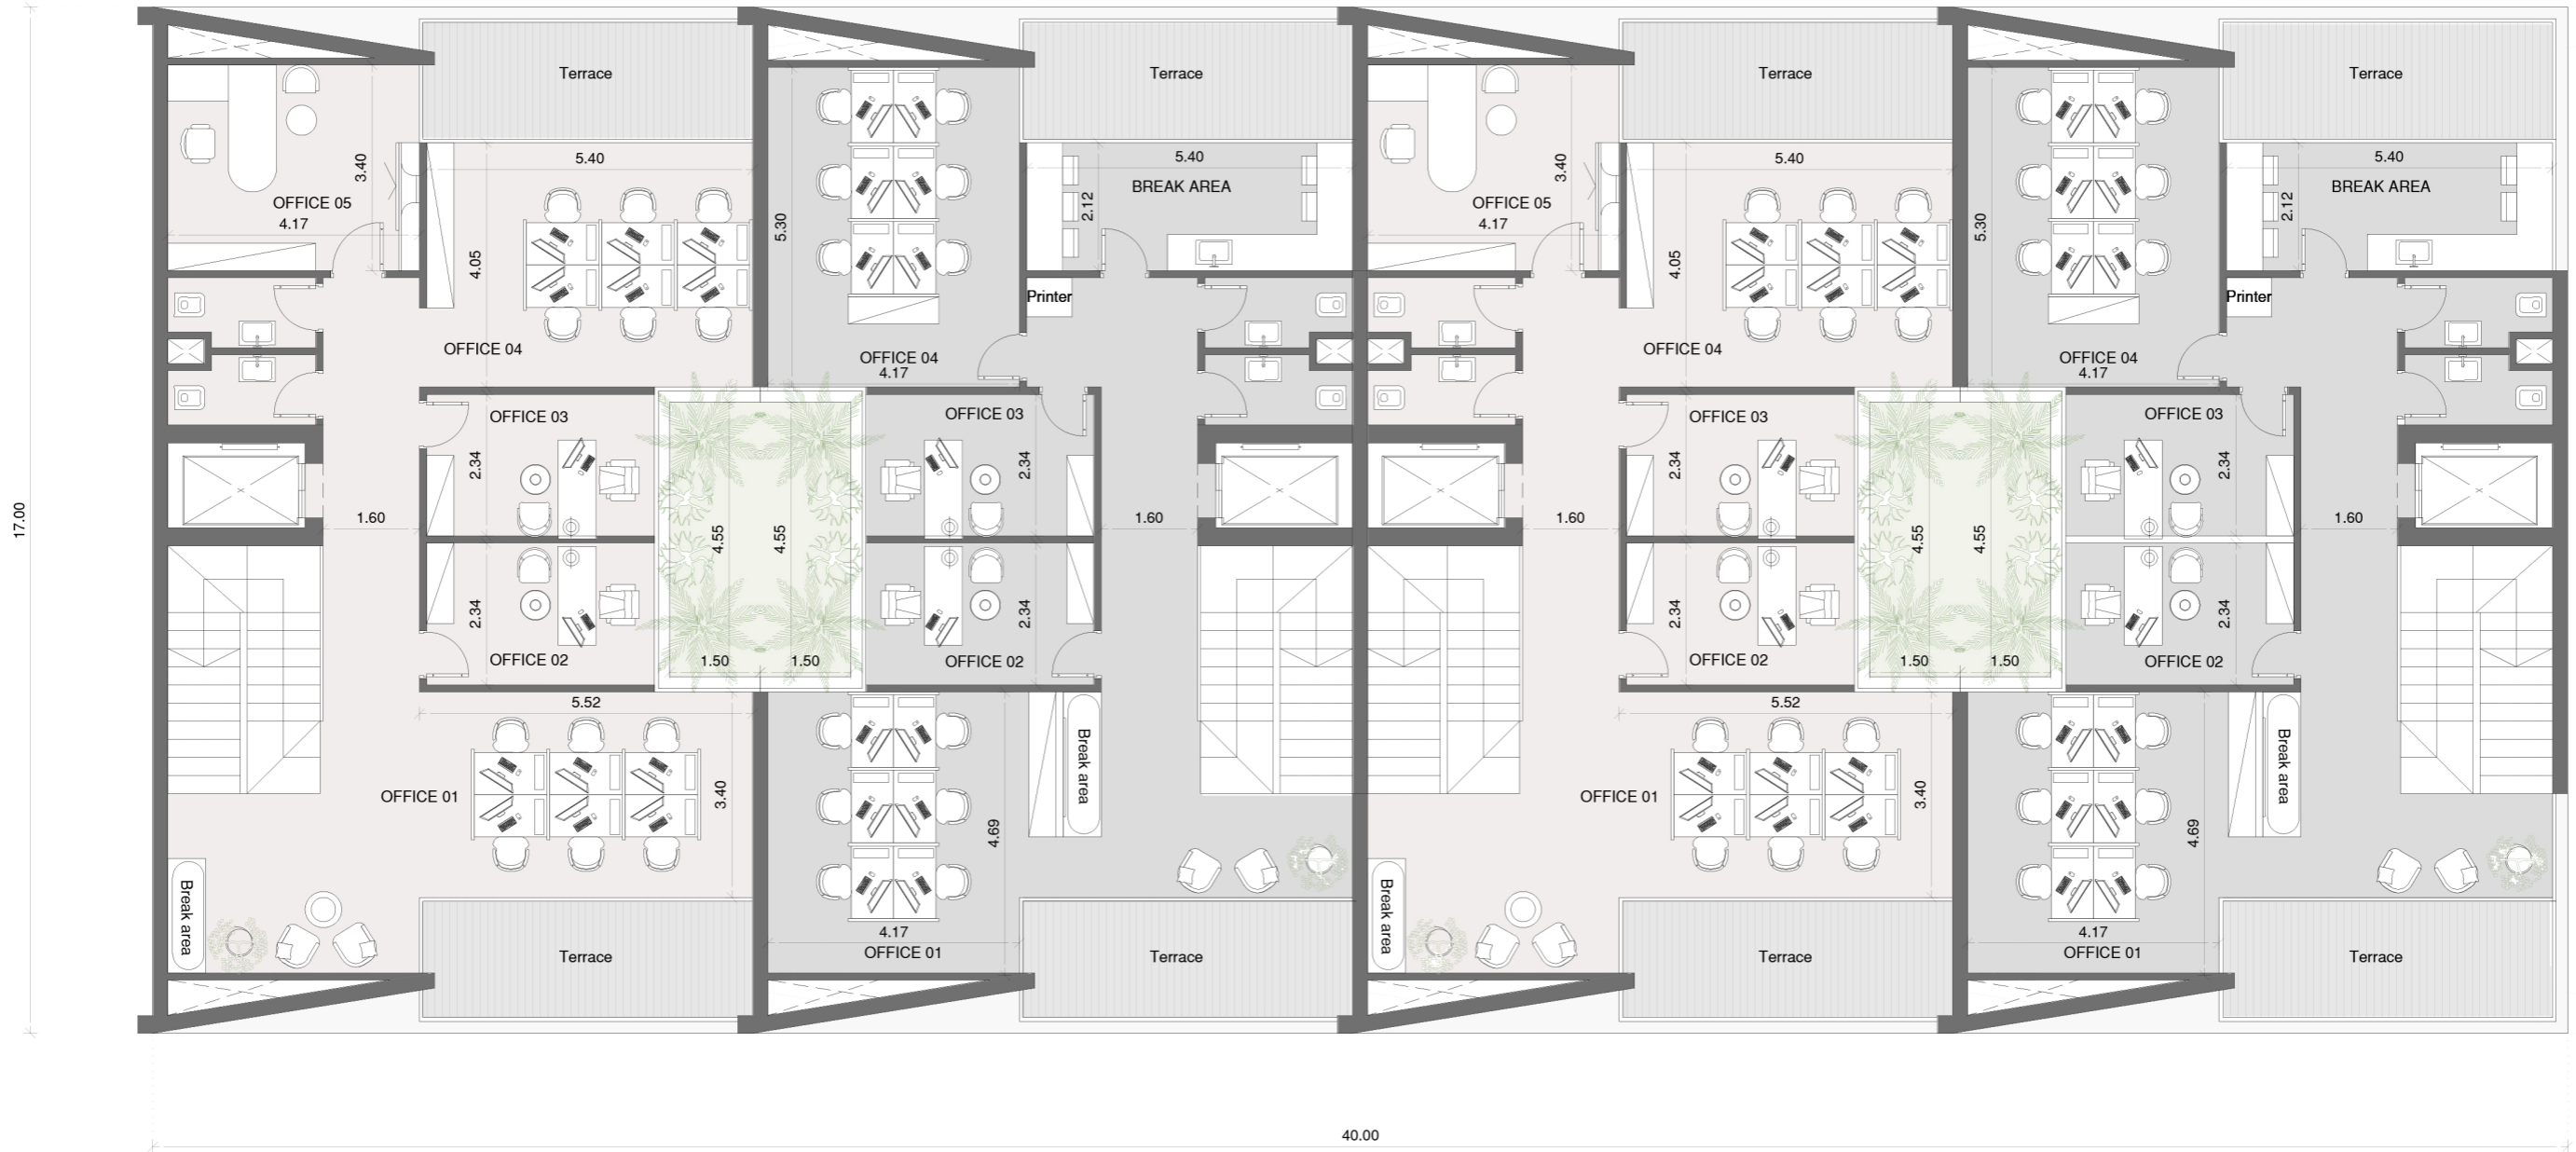 Terrace
Terrace
Terrace
Terrace
3.40
5.40
5.30
2.12
5.40
BREAK AREA
3.40
5.40
5.30
2.12
5.40
BREAK AREA
OFFICE 05
4.17
OFFICE 05
4.17
4.05
4.05
Printer
Printer
OFFICE 04
OFFICE 04
4.17
OFFICE 04
OFFICE 04
4.17
OFFICE 03
OFFICE 03
OFFICE 03
OFFICE 03
2.34
2.34
2.34
2.34
17.00
1.60
4.55
4.55
1.60
1.60
4.55
4.55
1.60
2.34
2.34
2.34
2.34
OFFICE 02
1.50
1.50
OFFICE 02
OFFICE 02
1.50
1.50
OFFICE 02
5.52
5.52
Break area
Break area
OFFICE 01
3.40
OFFICE 01
3.40
4.69
4.69
Break area
Break area
4.17
OFFICE 01
4.17
OFFICE 01
Terrace
Terrace
Terrace
Terrace
40.00